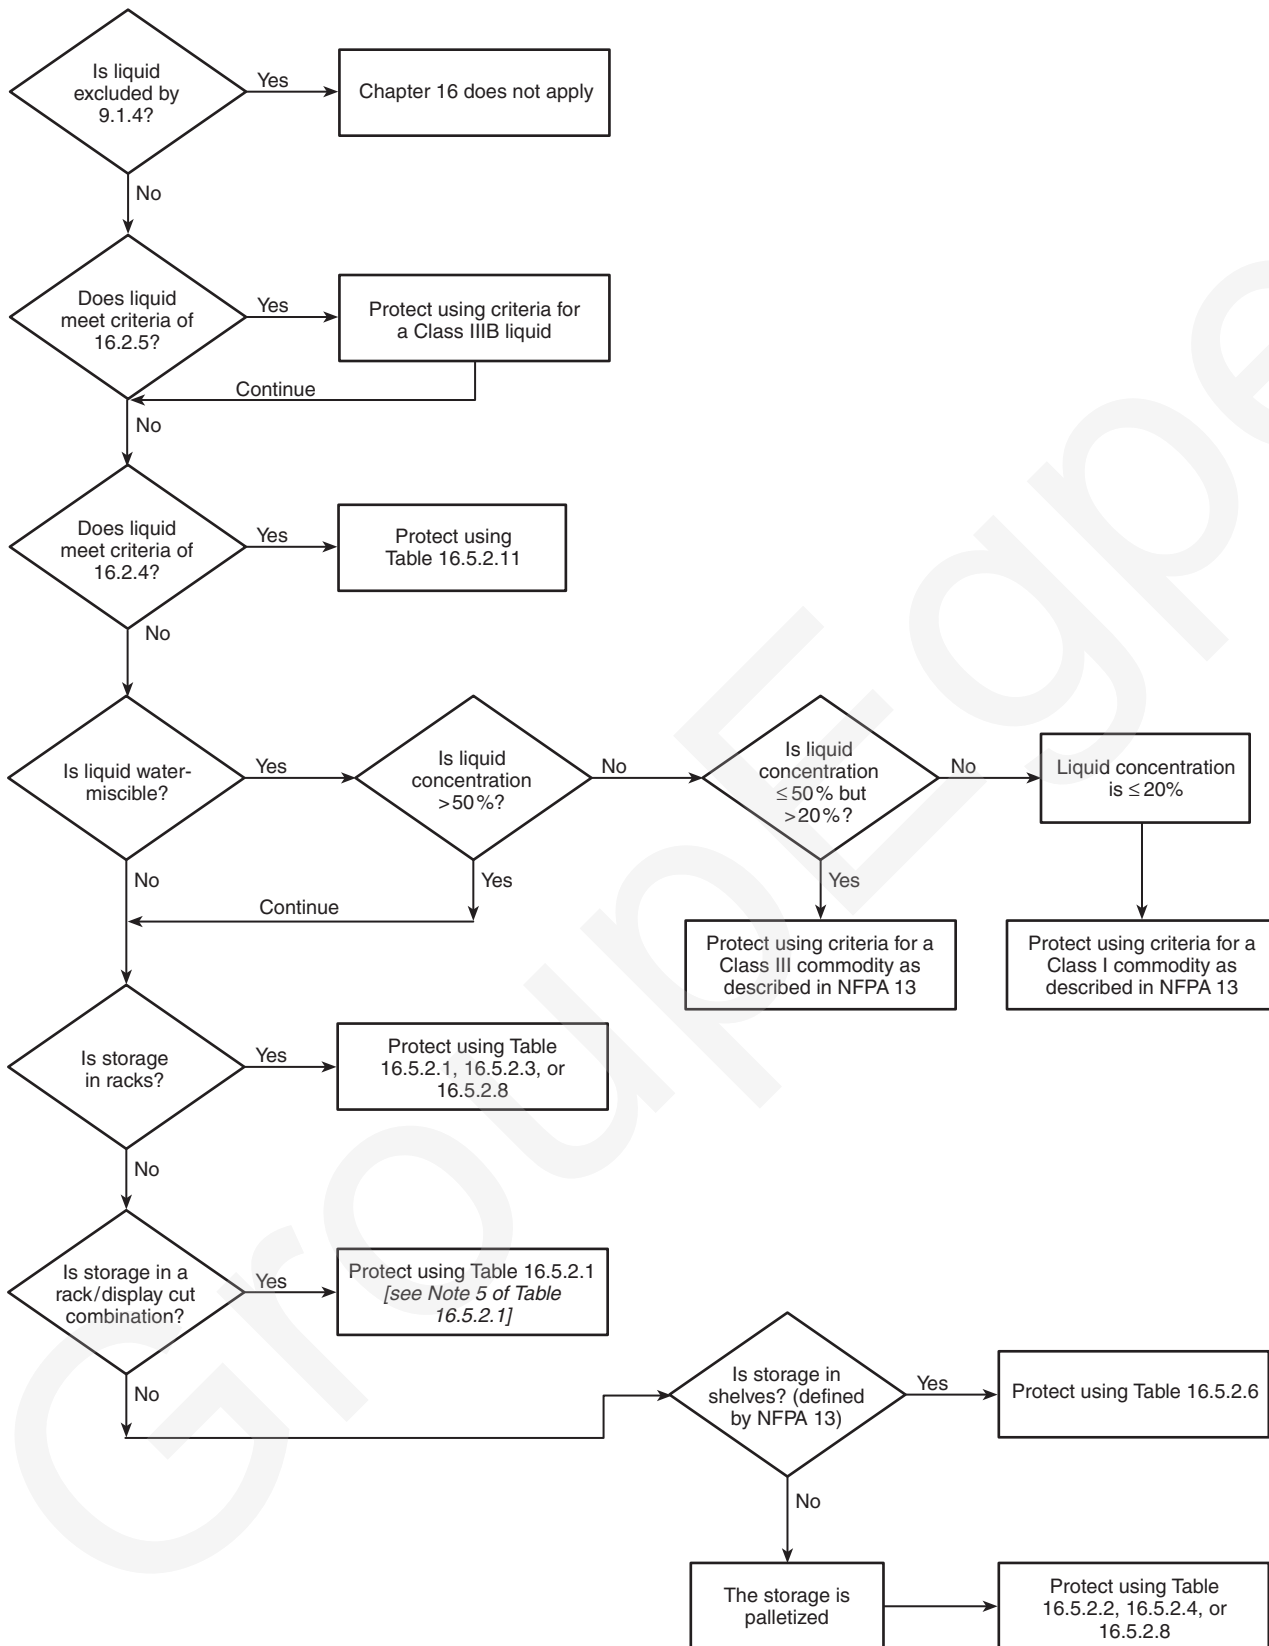 Is liquid
excluded by
9.1.4?
Yes
Chapter 16 does not apply
No
Does liquid
meet criteria of
16.2.5?
Yes
Protect using criteria for
a Class IIIB liquid
Continue
No
Does liquid
meet criteria of
16.2.4?
Yes
Protect using
Table 16.5.2.11
No
Is liquid water-
miscible?
Yes
Is liquid
concentration
>50%?
No
Is liquid
concentration
≤50% but
>20%?
No
Liquid concentration
is ≤20%
No
Yes
Yes
Continue
Protect using criteria for a
Class III commodity as
described in NFPA 13
Protect using criteria for a
Class I commodity as
described in NFPA 13
Is storage
in racks?
Yes
Protect using Table
16.5.2.1, 16.5.2.3, or
16.5.2.8
No
Is storage in a
rack/display cut
combination?
Yes
Protect using Table 16.5.2.1
[see Note 5 of Table
16.5.2.1]
No
Is storage in
shelves? (defined
by NFPA 13)
Yes
Protect using Table 16.5.2.6
No
The storage is
palletized
Protect using Table
16.5.2.2, 16.5.2.4, or
16.5.2.8
GroupEgpe